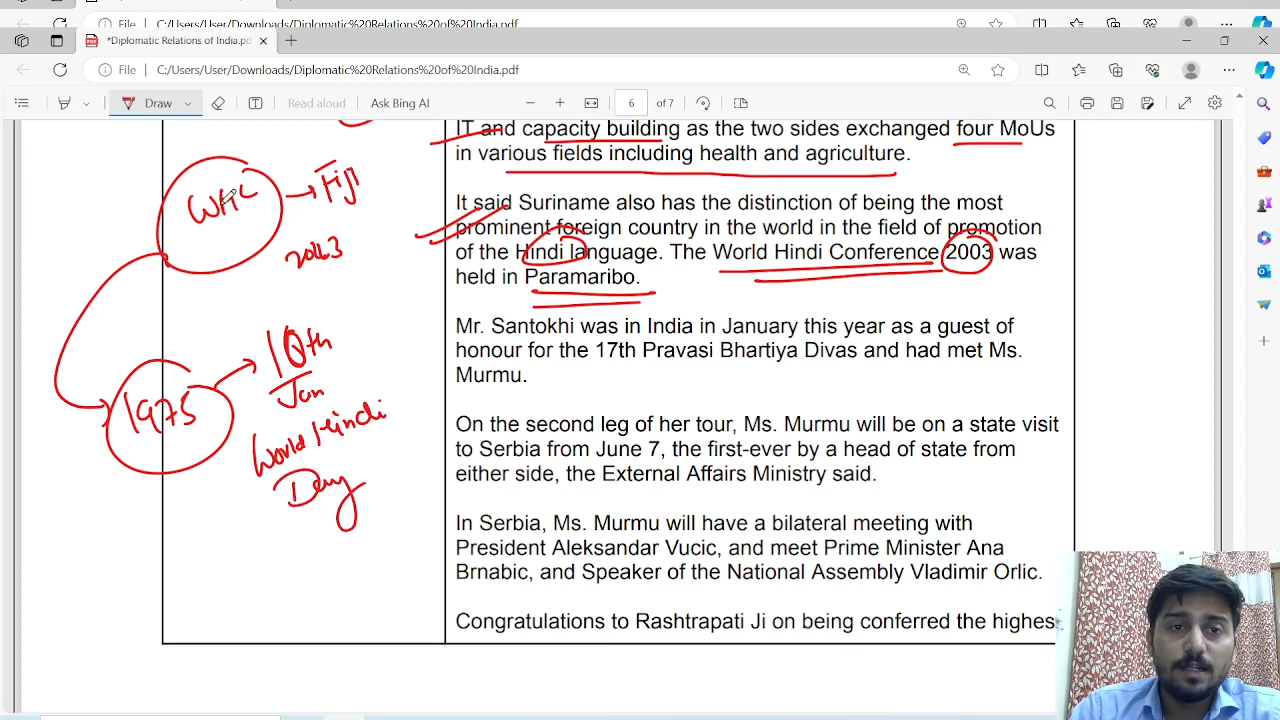 File C:/Users/User/Downloads/Diplomatic%20Relations%20of%20India.pdf
*Diplomatic Relations of India.pd
File C:/Users/User/Downloads/Diplomatic%20Relations%20of%20India.pdf
Draw Read aloud Ask Bing AI 6 of 7
IT and capacity building as the two sides exchanged four MoUs
in various fields including health and agriculture.
WHC Fiji
2023
It said Suriname also has the distinction of being the most
prominent foreign country in the world in the field of promotion
of the Hindi language. The World Hindi Conference 2003 was
held in Paramaribo.
Mr. Santokhi was in India in January this year as a guest of
honour for the 17th Pravasi Bhartiya Divas and had met Ms.
Murmu.
1975
10th
Jan
World Hindi
Day
On the second leg of her tour, Ms. Murmu will be on a state visit
to Serbia from June 7, the first-ever by a head of state from
either side, the External Affairs Ministry said.
In Serbia, Ms. Murmu will have a bilateral meeting with
President Aleksandar Vucic, and meet Prime Minister Ana
Brnabic, and Speaker of the National Assembly Vladimir Orlic.
Congratulations to Rashtrapati Ji on being conferred the highes